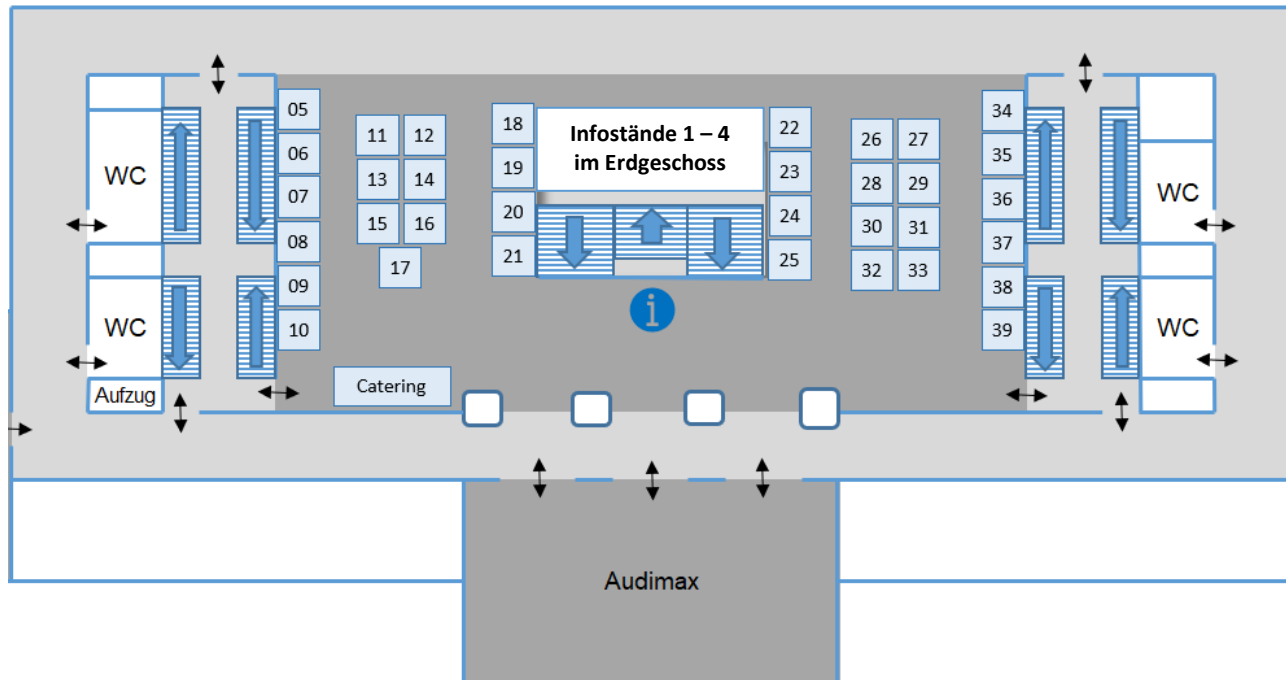 05
06
07
08
09
10
11 12
13 14
15 16
17
18
19
20
21
Infostände 1 – 4
im Erdgeschoss
22
23
24
25
26 27
28 29
30 31
32 33
34
35
36
37
38
39
WC
WC
Aufzug
WC
WC
i
Catering
Audimax